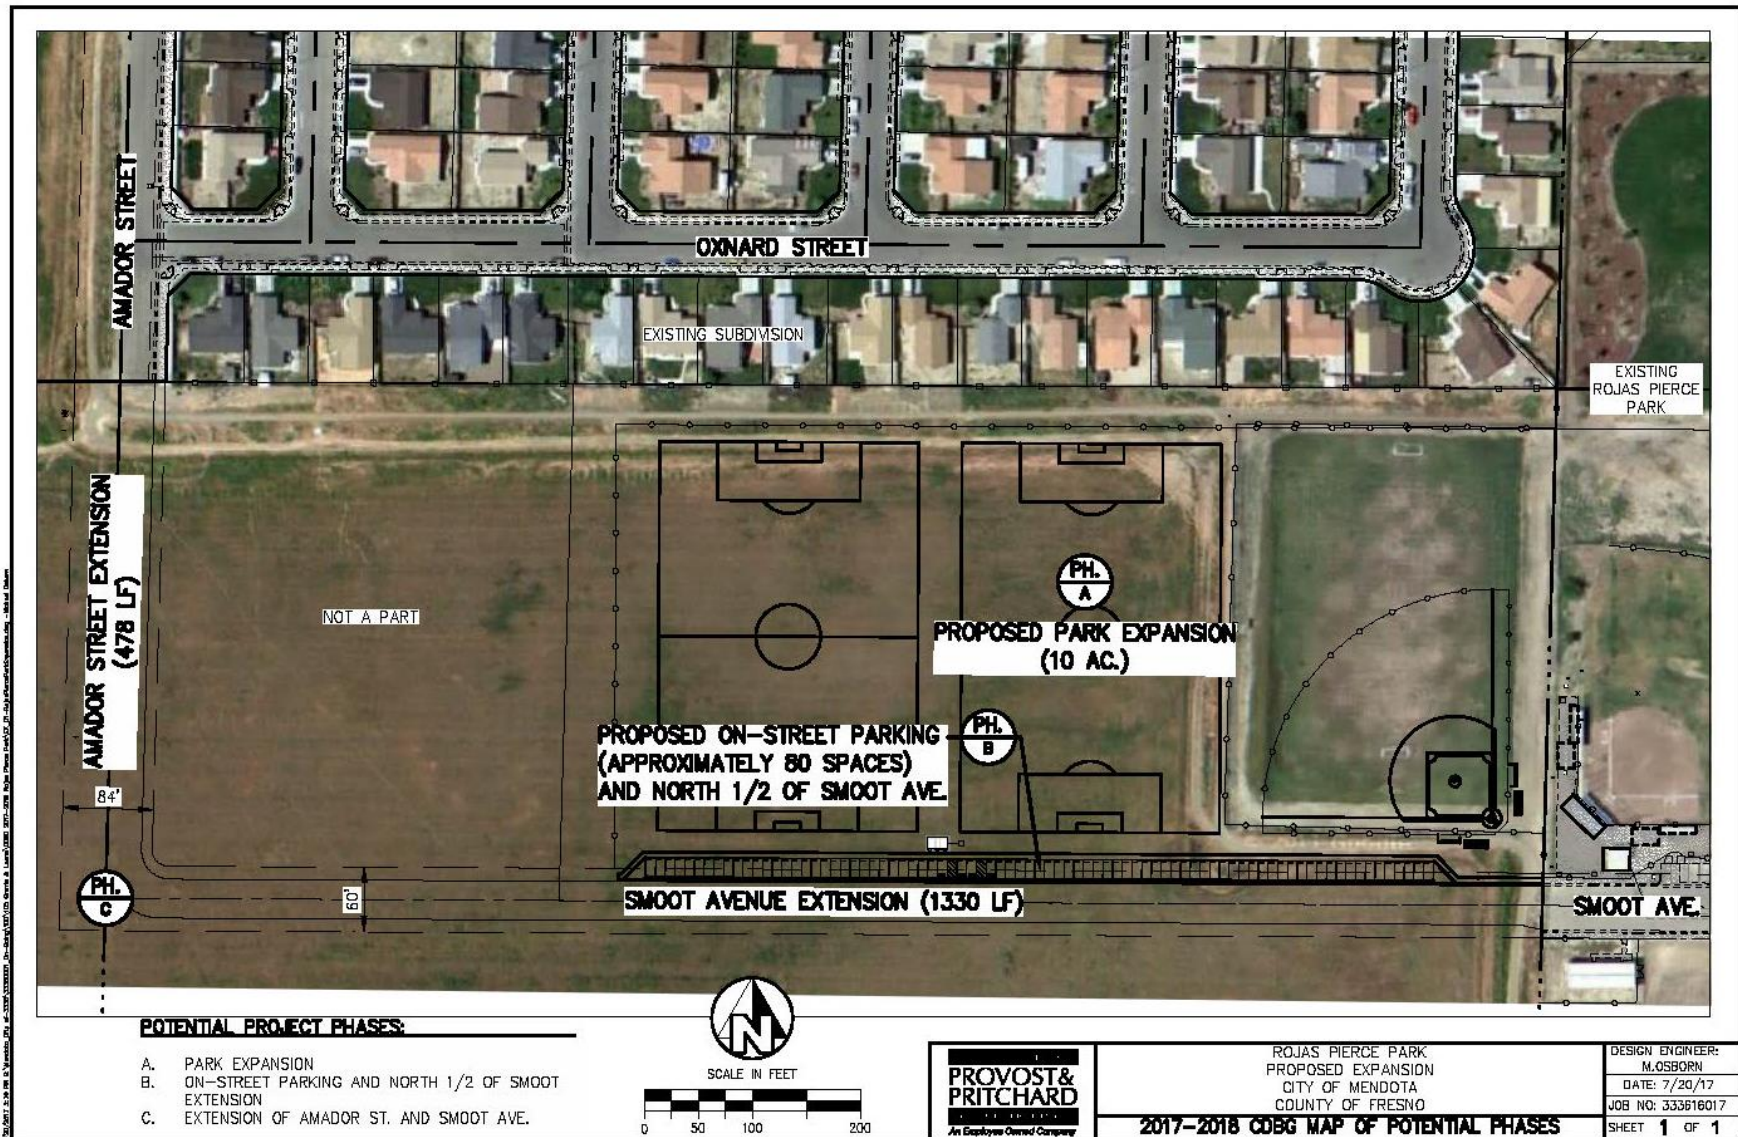 AMADOR STREET
OXNARD STREET
EXISTING SUBDIVISION
EXISTING
ROJAS PIERCE
PARK
AMADOR STREET EXTENSION
(478 LF)
NOT A PART
PH.
A
PROPOSED PARK EXPANSION
(10 AC.)
PROPOSED ON-STREET PARKING
(APPROXIMATELY 80 SPACES)
AND NORTH 1/2 OF SMOOT AVE.
PH.
B
84'
PH.
C
60'
SMOOT AVENUE EXTENSION (1330 LF)
SMOOT AVE.
POTENTIAL PROJECT PHASES:
A. PARK EXPANSION
B. ON-STREET PARKING AND NORTH 1/2 OF SMOOT
EXTENSION
C. EXTENSION OF AMADOR ST. AND SMOOT AVE.
N
SCALE IN FEET
0 50 100 200
PROVOST&
PRITCHARD
An Employee Owned Company
ROJAS PIERCE PARK
PROPOSED EXPANSION
CITY OF MENDOTA
COUNTY OF FRESNO
2017-2018 CDBG MAP OF POTENTIAL PHASES
DESIGN ENGINEER:
M.OSBORN
DATE: 7/20/17
JOB NO: 333616017
SHEET 1 OF 1